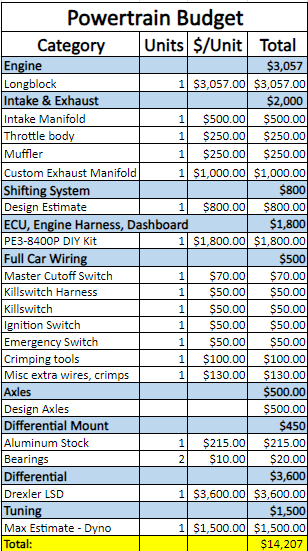 Powertrain Budget
Category Units $/Unit Total
Engine $3,057
Longblock 1 $3,057.00 $3,057.00
Intake & Exhaust $2,000
Intake Manifold 1 $500.00 $500.00
Throttle body 1 $250.00 $250.00
Muffler 1 $250.00 $250.00
Custom Exhaust Manifold 1 $1,000.00 $1,000.00
Shifting System $800
Design Estimate 1 $800.00 $800.00
ECU, Engine Harness, Dashboard $1,800
PE3-8400P DIY Kit 1 $1,800.00 $1,800.00
Full Car Wiring $500
Master Cutoff Switch 1 $70.00 $70.00
Killswitch Harness 1 $50.00 $50.00
Killswitch 1 $50.00 $50.00
Ignition Switch 1 $50.00 $50.00
Emergency Switch 1 $50.00 $50.00
Crimping tools 1 $100.00 $100.00
Misc extra wires, crimps 1 $130.00 $130.00
Axles $500.00
Design Axles $500.00
Differential Mount $450
Aluminum Stock 1 $215.00 $215.00
Bearings 2 $10.00 $20.00
Differential $3,600
Drexler LSD 1 $3,600.00 $3,600.00
Tuning $1,500
Max Estimate - Dyno 1 $1,500.00 $1,500.00
Total: $14,207